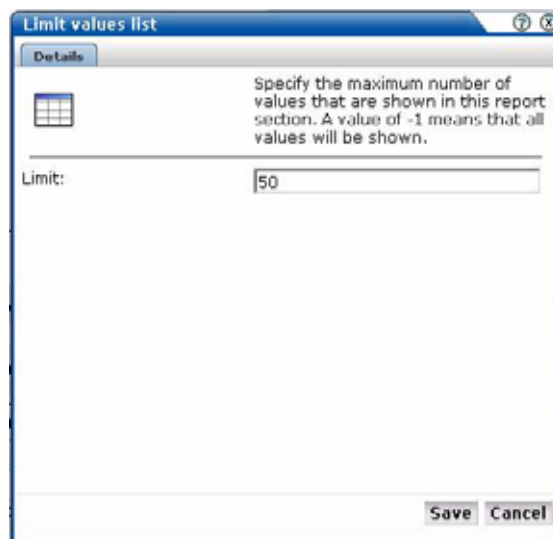 Limit values list
Details
Specify the maximum number of
values that are shown in this report
section. A value of -1 means that all
values will be shown.
Limit:
50
Save Cancel